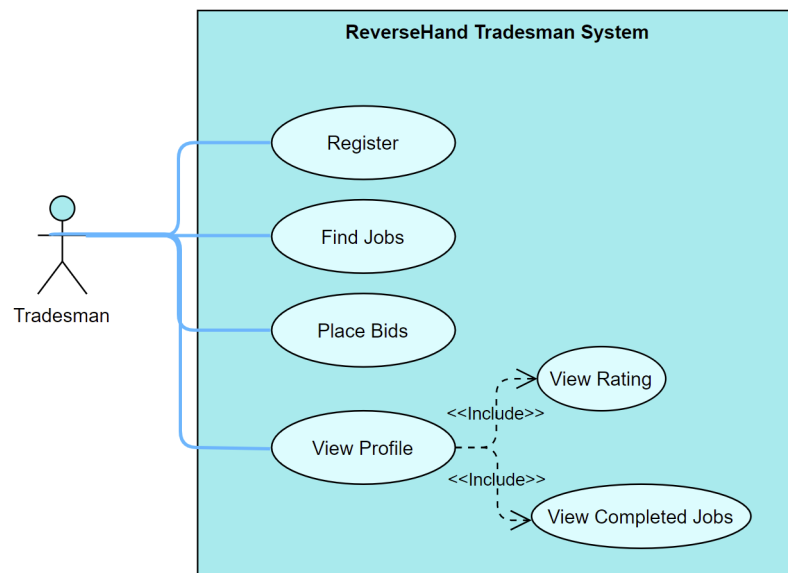 ReverseHand Tradesman System
Register
Find Jobs
Tradesman
Place Bids
View Rating
<<Include>>
View Profile
<<Include>>
View Completed Jobs